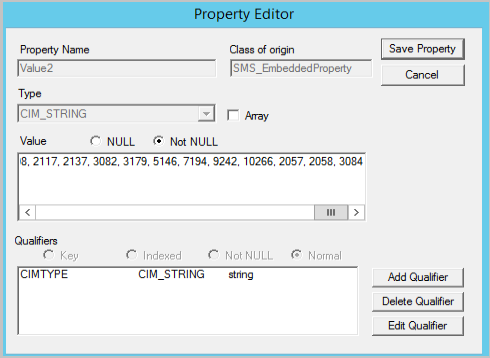 Property Editor
Property Name
Class of origin
Save Property
Value2
SMS_EmbeddedProperty
Cancel
Type
CIM_STRING
Array
Value
NULL
Not NULL
8, 2117, 2137, 3082, 3179, 5146, 7194, 9242, 10266, 2057, 2058, 3084
Qualifiers
Key
Indexed
Not NULL
Normal
CIMTYPE CIM_STRING string
Add Qualifier
Delete Qualifier
Edit Qualifier